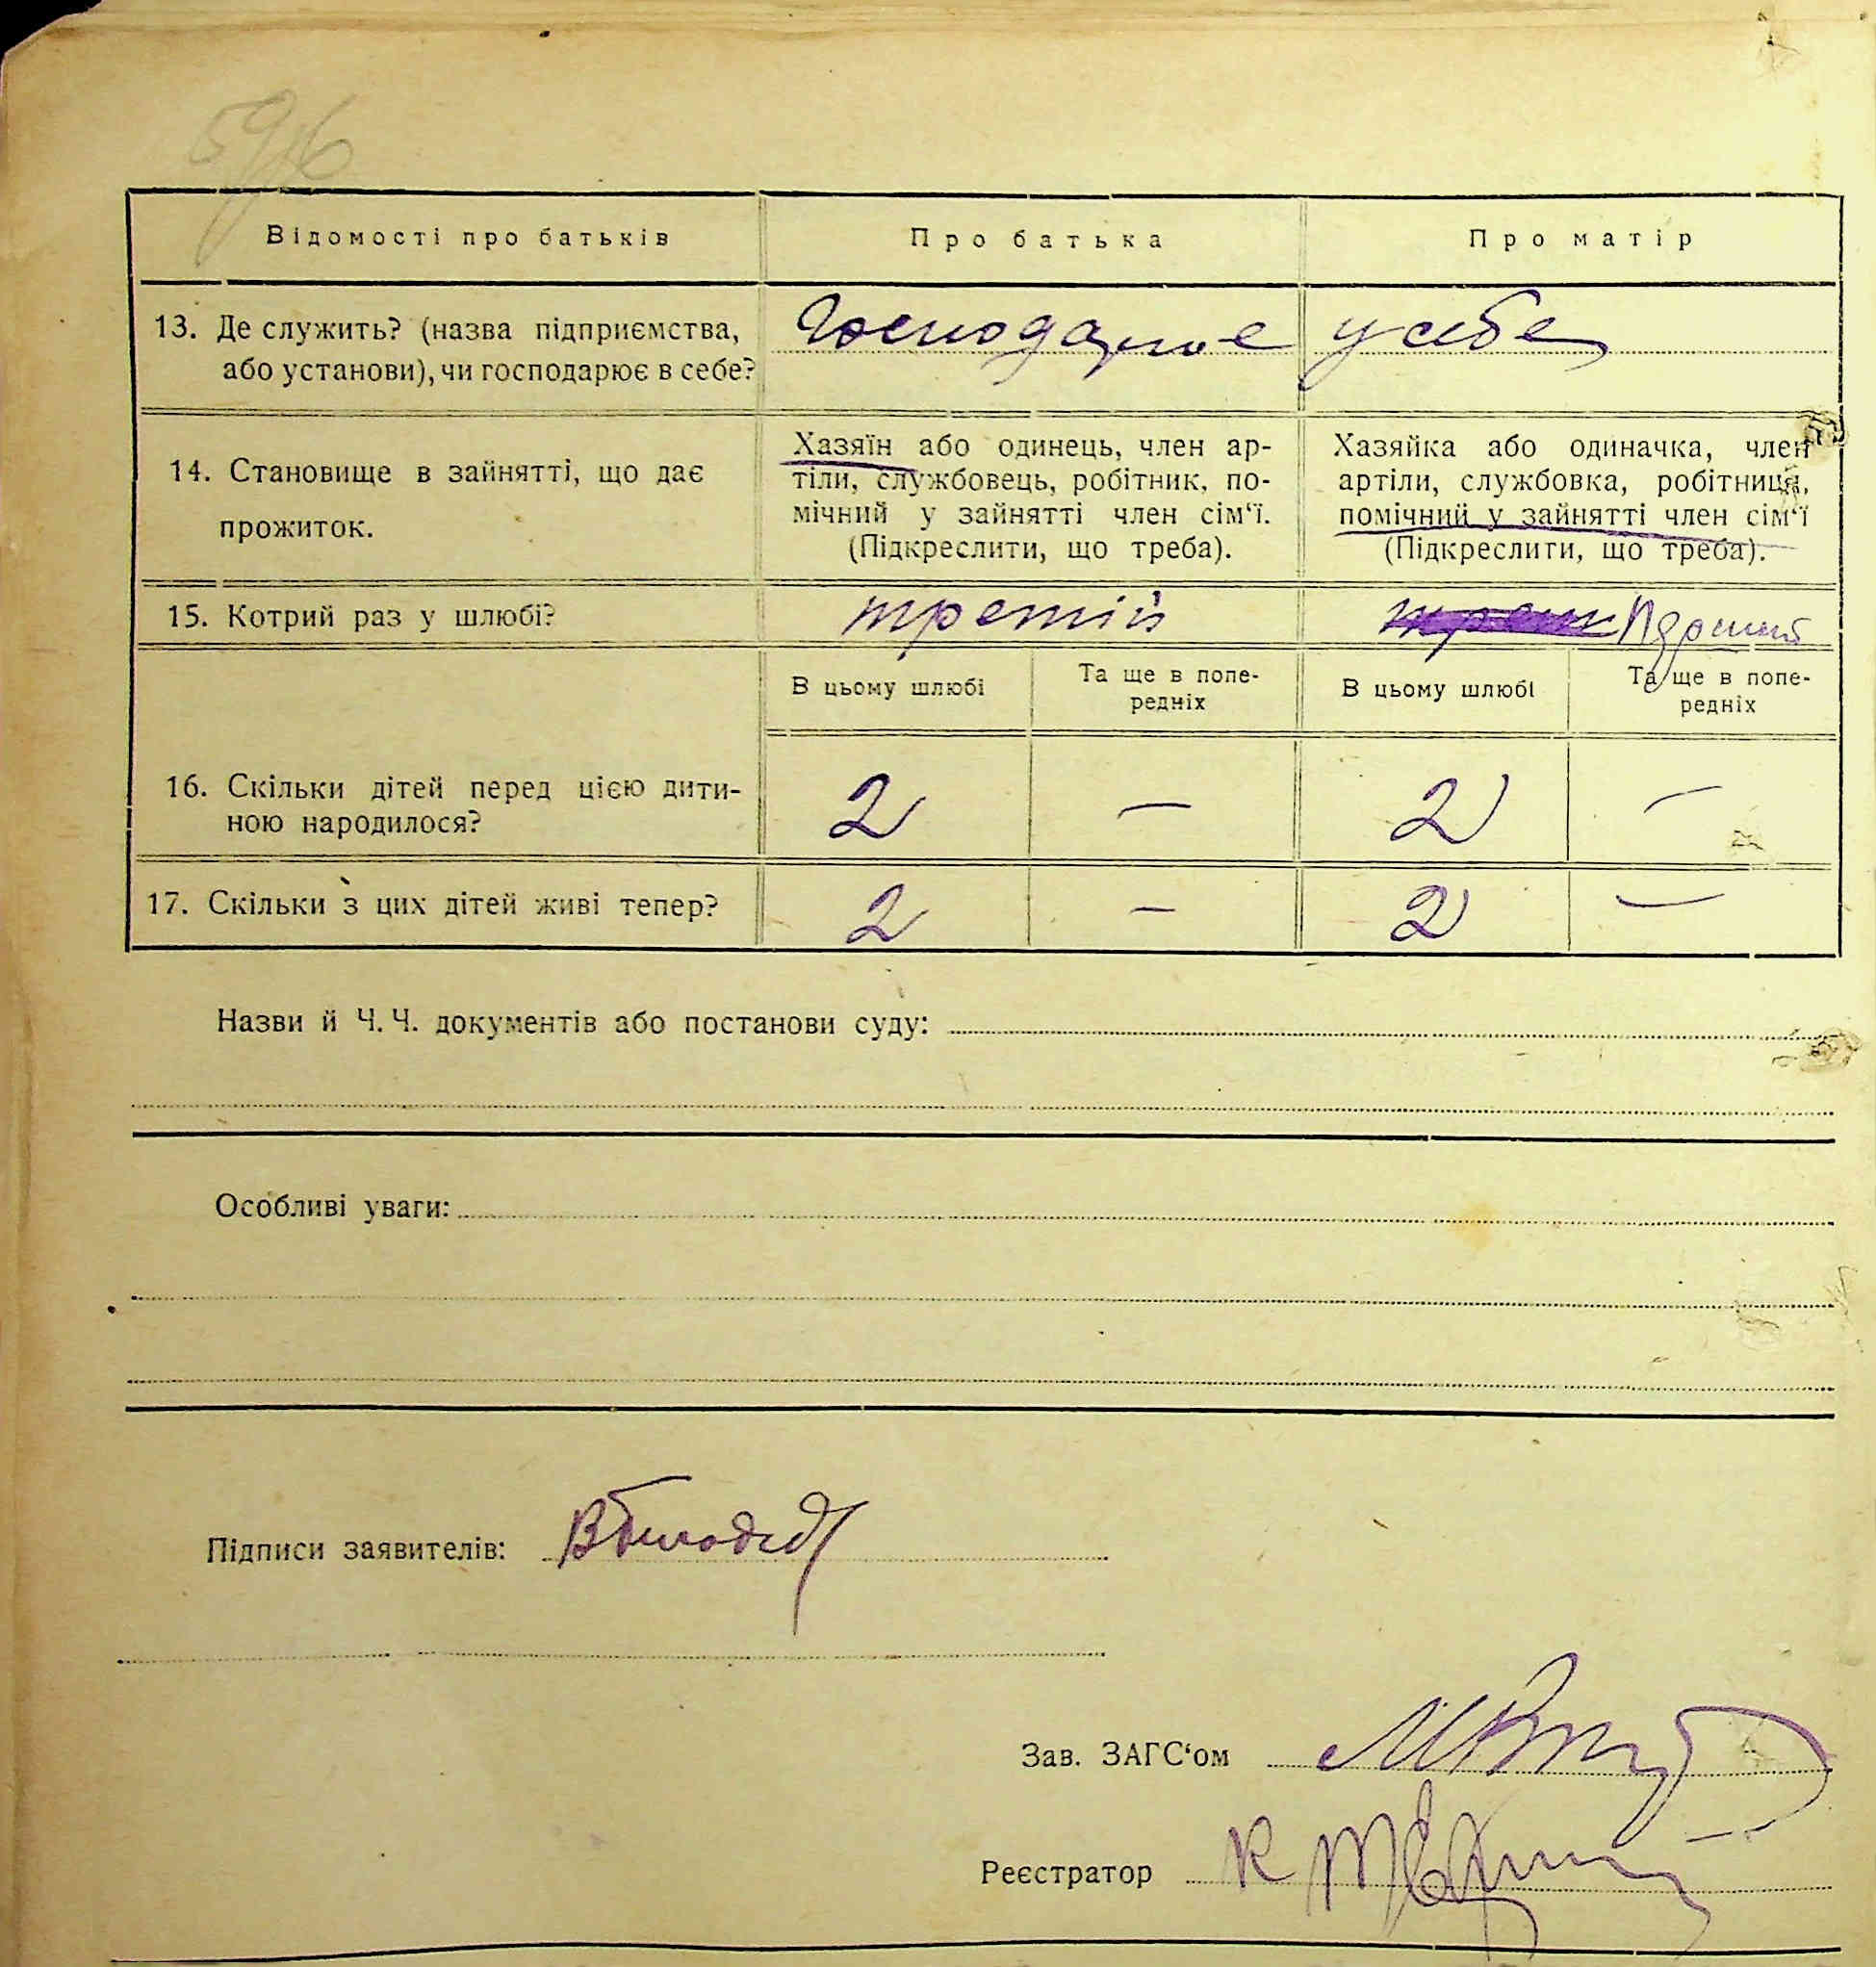 Відомості про батьків Про батька Про матір
13. Де служить? (назва підприємства, або установи), чи господарює в себе? Господарює у себе
14. Становище в зайнятті, що дає прожиток.
Хазяїн або одинець, член ар-
тіли, службовець, робітник, по-
мічний у зайнятті член сім‘ї.
(Підкреслити, що треба).
Хазяйка або одиначка, член
артіли, службовка, робітниця,
помічний у зайнятті член сім‘ї
(Підкреслити, що треба).
15. Котрий раз у шлюбі? третій Перший
В цьому шлюбі Та ще в попе-
редніх В цьому шлюбі Та ще в попе-
редніх
16. Скільки дітей перед цією дити-
ною народилося? 2 — 2 —
17. Скільки з цих дітей живі тепер? 2 — 2 —
Назви й Ч. Ч. документів або постанови суду:
Особливі уваги:
Підписи заявителів:
Зав. ЗАГС‘ом
Реєстратор